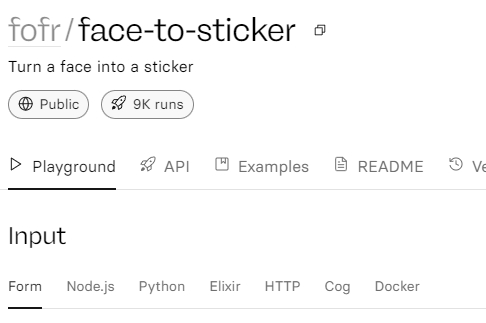 fofr/face-to-sticker
Turn a face into a sticker
Public 9K runs
Playground API Examples README Ve
Input
Form Node.js Python Elixir HTTP Cog Docker